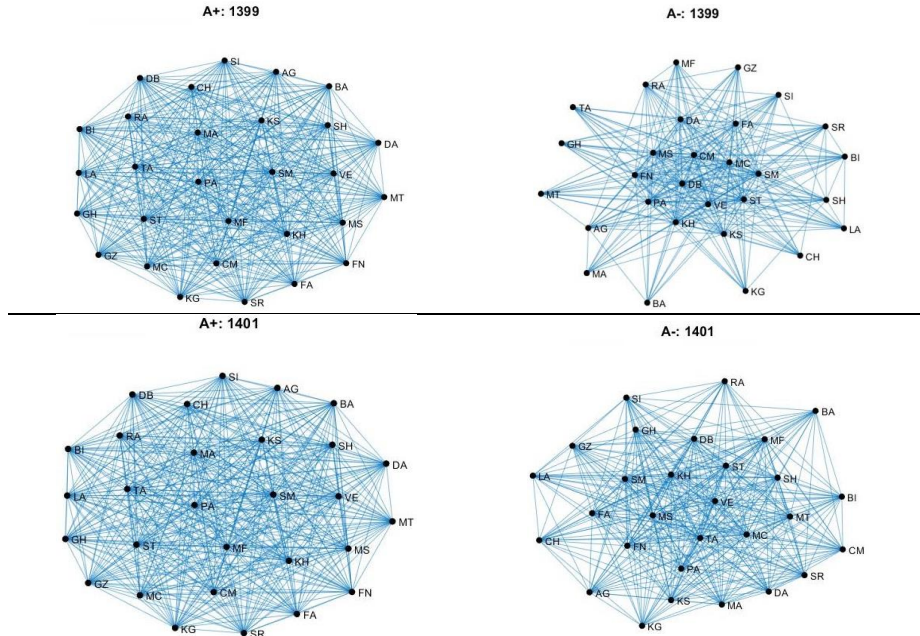 A+: 1399
SI
DB
AG
CH
BA
RA
KS
SH
BI
MA
DA
TA
SM
VE
LA
PA
MT
GH
ST
MF
MS
KH
GZ
MC
CM
FN
FA
KG
SR
A-: 1399
MF
GZ
RA
SI
TA
DA
FA
SR
GH
MS
CM
MC
BI
FN
SM
DB
MT
PA
VE
ST
SH
AG
KH
KS
LA
CH
MA
KG
BA
A+: 1401
SI
DB
AG
CH
BA
RA
KS
SH
BI
MA
DA
TA
SM
VE
LA
PA
MT
GH
ST
MF
MS
KH
GZ
MC
CM
FN
FA
KG
SR
A-: 1401
RA
SI
BA
GH
GZ
DB
MF
ST
LA
SM
KH
SH
VE
BI
FA
MS
MT
CH
FN
TA
MC
CM
PA
SR
AG
KS
MA
DA
KG